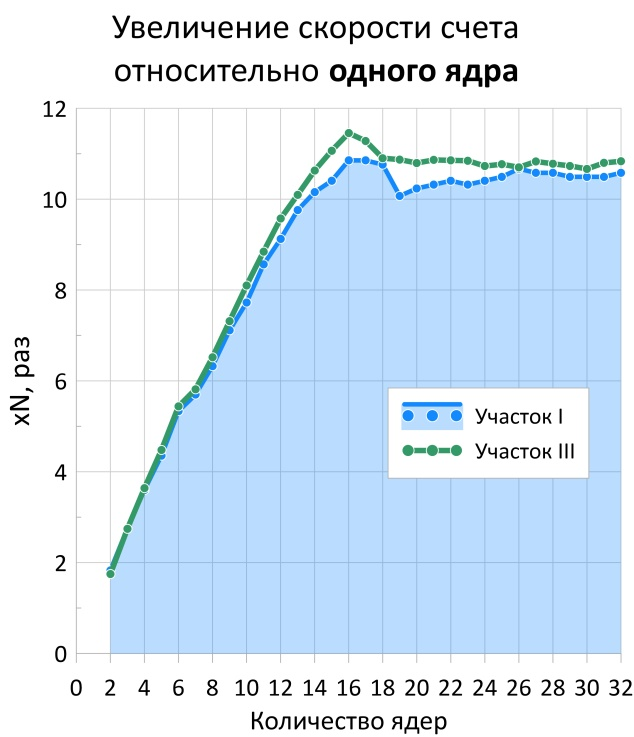 Увеличение скорости счета
относительно одного ядра
12
10
8
6
4
2
0
xN, раз
Участок I
Участок III
0 2 4 6 8 10 12 14 16 18 20 22 24 26 28 30 32
Количество ядер